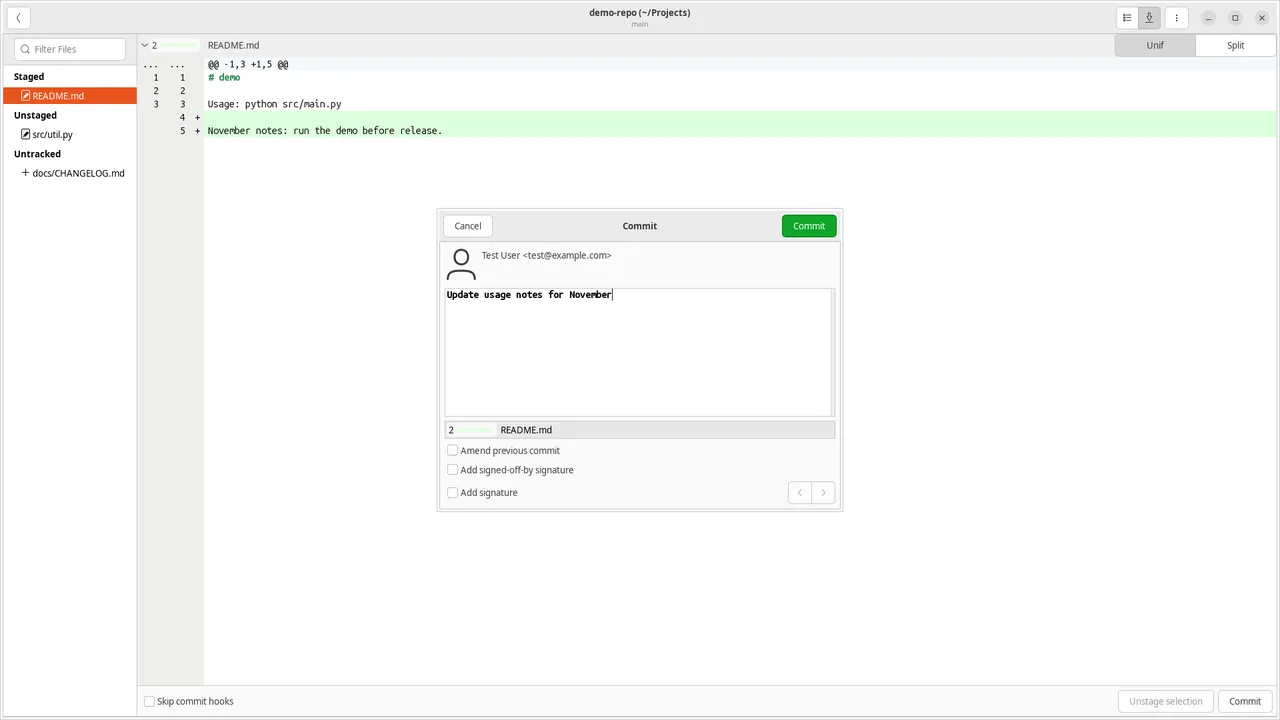 demo-repo (~/Projects)
main
Filter Files
2 README.md
Unif
Split
Staged
README.md
Unstaged
src/util.py
Untracked
+ docs/CHANGELOG.md
... ... @@ -1,3 +1,5 @@
1 1 # demo
2 2
3 3 Usage: python src/main.py
4 +
5 + November notes: run the demo before release.
Cancel
Commit
Commit
Test User <test@example.com>
Update usage notes for November
2 README.md
Amend previous commit
Add signed-off-by signature
Add signature
Skip commit hooks
Unstage selection
Commit